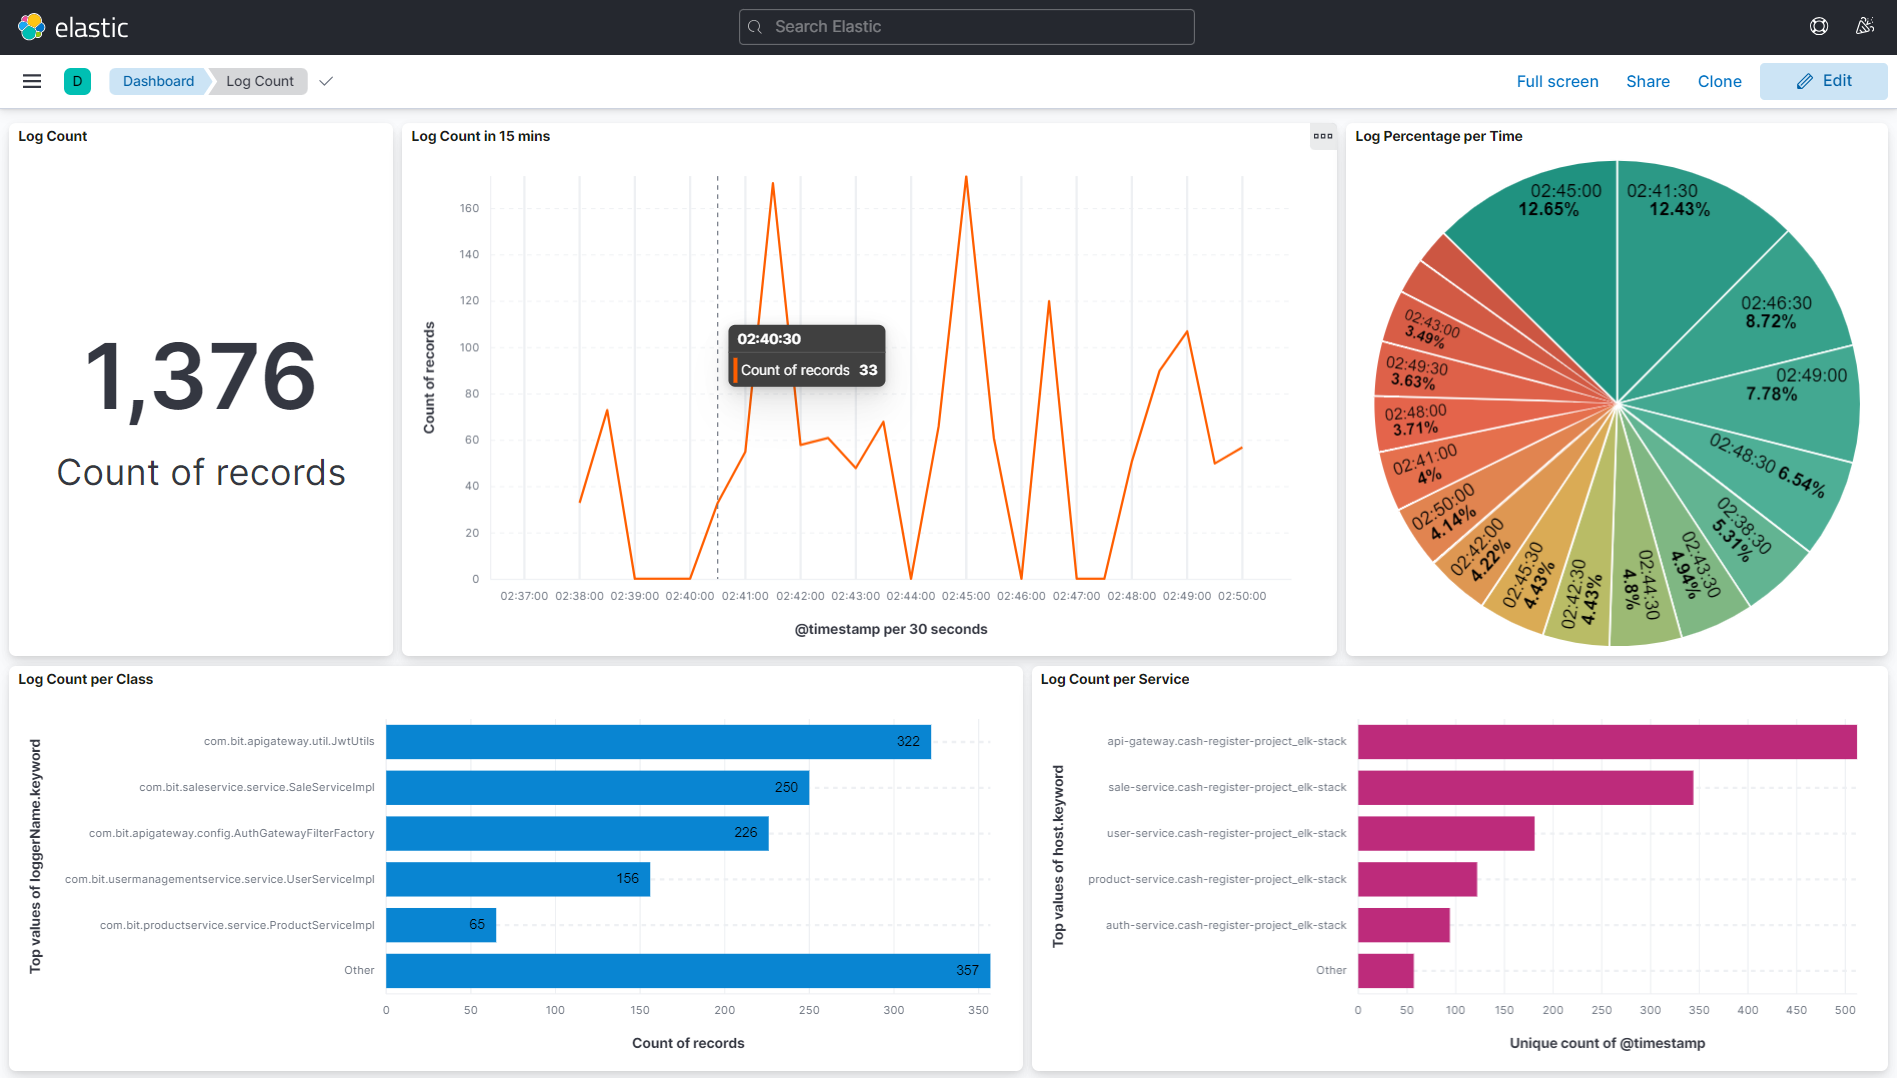 elastic
Search Elastic
D
Dashboard
Log Count
Full screen
Share
Clone
Edit
Log Count
1,376
Count of records
Log Count in 15 mins
Count of records
160
140
120
100
80
60
40
20
0
02:40:30
Count of records 33
02:37:00 02:38:00 02:39:00 02:40:00 02:41:00 02:42:00 02:43:00 02:44:00 02:45:00 02:46:00 02:47:00 02:48:00 02:49:00 02:50:00
@timestamp per 30 seconds
Log Percentage per Time
02:45:00
12.65%
02:41:30
12.43%
02:46:30
8.72%
02:49:00
7.78%
02:48:30 6.54%
02:38:30
5.31%
02:43:30
4.94%
02:44:30
4.8%
02:42:30
4.43%
02:45:30
4.43%
02:42:00
4.22%
02:50:00
4.14%
02:41:00
4%
02:48:00
3.71%
02:49:30
3.63%
02:43:00
3.49%
Log Count per Class
Top values of loggerName.keyword
com.bit.apigateway.util.JwtUtils
322
com.bit.saleservice.service.SaleServiceImpl
250
com.bit.apigateway.config.AuthGatewayFilterFactory
226
com.bit.usermanagementservice.service.UserServiceImpl
156
com.bit.productservice.service.ProductServiceImpl
65
Other
357
0 50 100 150 200 250 300 350
Count of records
Log Count per Service
Top values of host.keyword
api-gateway.cash-register-project_elk-stack
sale-service.cash-register-project_elk-stack
user-service.cash-register-project_elk-stack
product-service.cash-register-project_elk-stack
auth-service.cash-register-project_elk-stack
Other
0 50 100 150 200 250 300 350 400 450 500
Unique count of @timestamp